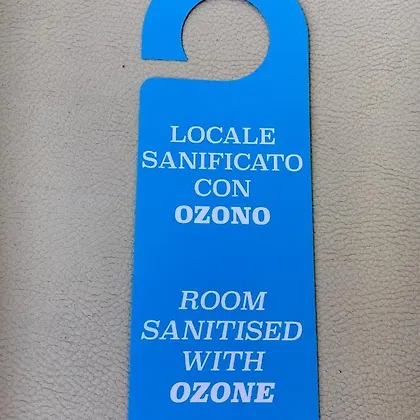 LOCALE
SANIFICATO
CON
OZONO
ROOM
SANITISED
WITH
OZONE